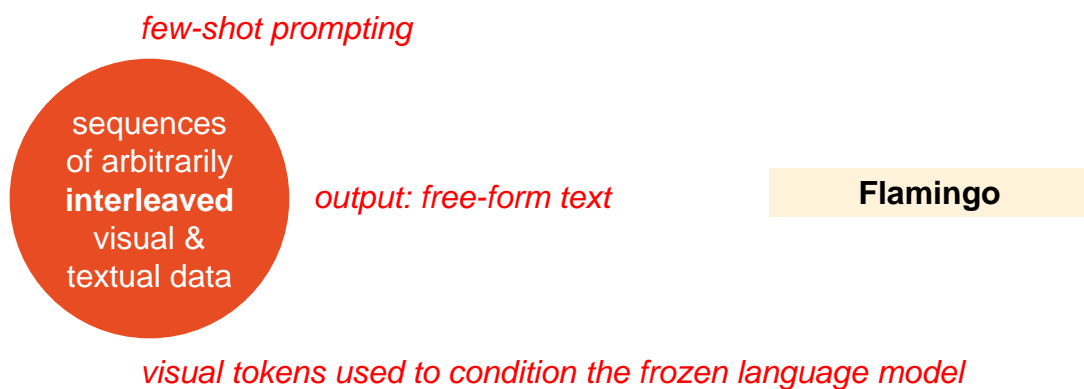 few-shot prompting
sequences
of arbitrarily
interleaved
visual &
textual data
output: free-form text
Flamingo
visual tokens used to condition the frozen language model